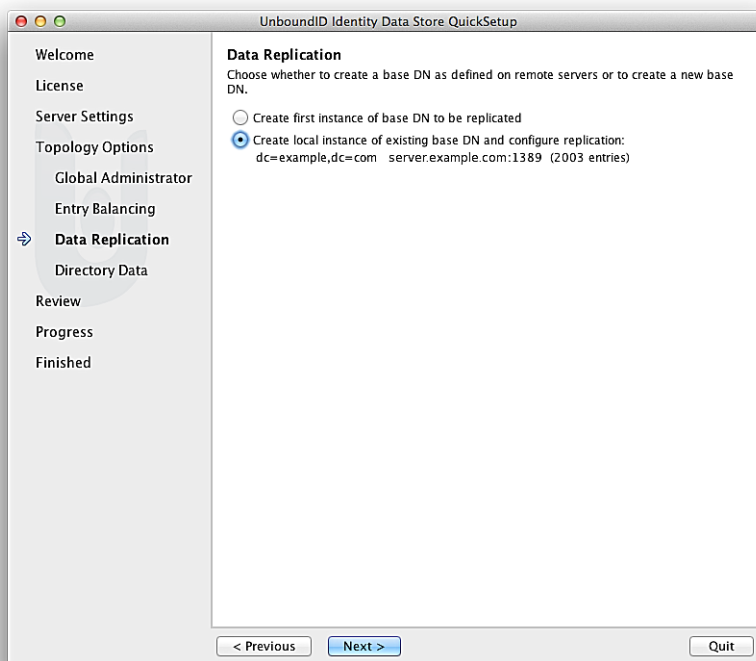 UnboundID Identity Data Store QuickSetup
Welcome
License
Server Settings
Topology Options
Global Administrator
Entry Balancing
Data Replication
Directory Data
Review
Progress
Finished
Data Replication
Choose whether to create a base DN as defined on remote servers or to create a new base
DN.
Create first instance of base DN to be replicated
Create local instance of existing base DN and configure replication:
dc=example,dc=com server.example.com:1389 (2003 entries)
< Previous
Next >
Quit